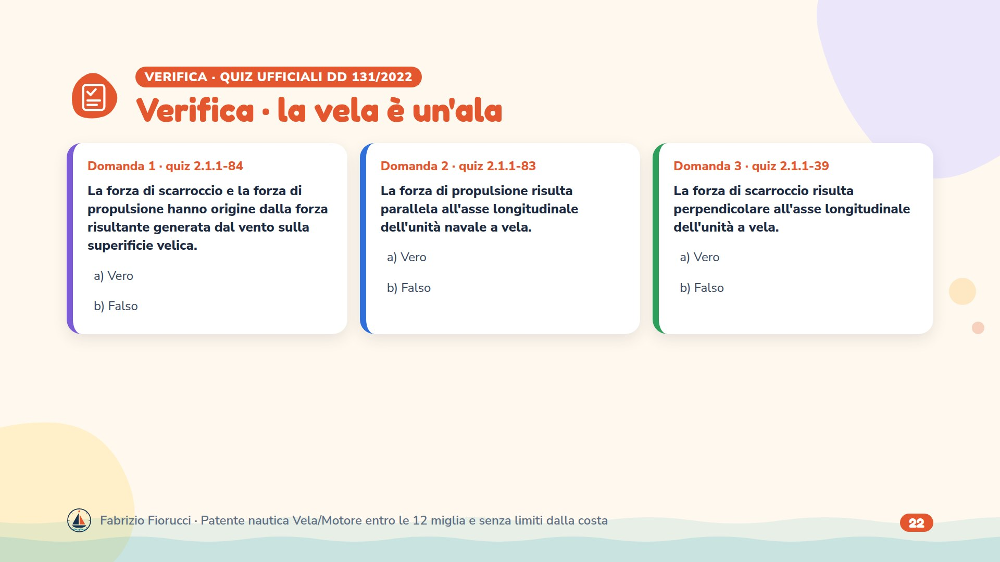 VERIFICA · QUIZ UFFICIALI DD 131/2022
Verifica · la vela è un'ala
Domanda 1 · quiz 2.1.1-84
La forza di scarroccio e la forza di
propulsione hanno origine dalla forza
risultante generata dal vento sulla
superificie velica.
a) Vero
b) Falso
Domanda 2 · quiz 2.1.1-83
La forza di propulsione risulta
parallela all'asse longitudinale
dell'unità navale a vela.
a) Vero
b) Falso
Domanda 3 · quiz 2.1.1-39
La forza di scarroccio risulta
perpendicolare all'asse longitudinale
dell'unità a vela.
a) Vero
b) Falso
Fabrizio Fiorucci · Patente nautica Vela/Motore entro le 12 miglia e senza limiti dalla costa
22